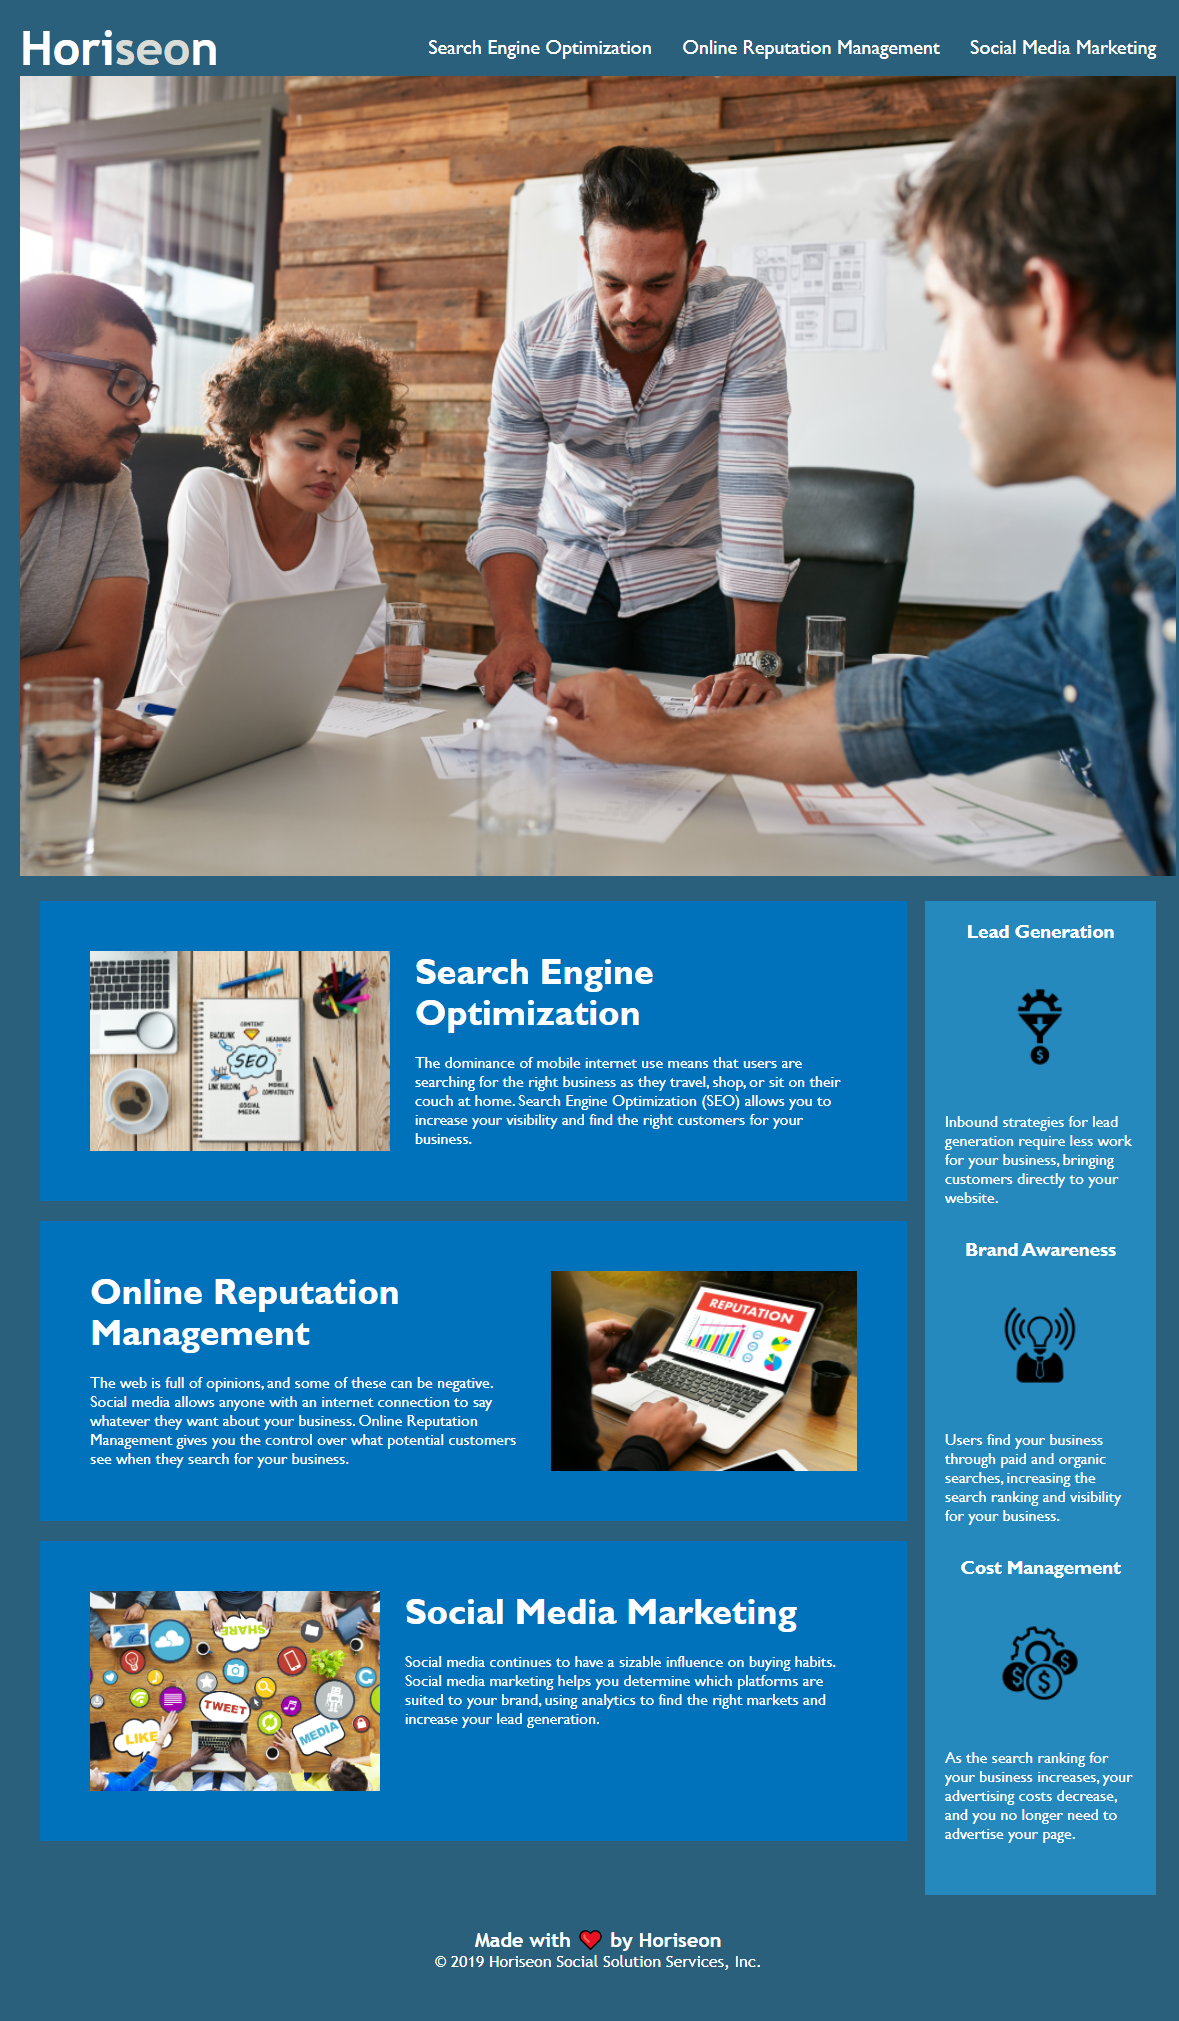 Horiseon
Search Engine Optimization
Online Reputation Management
Social Media Marketing
BACKLINK
CONTENT
HEADINGS
SEO
LINK BUILDING
MOBILE
COMPATIBILITY
SOCIAL
MEDIA
Search Engine
Optimization
The dominance of mobile internet use means that users are
searching for the right business as they travel, shop, or sit on their
couch at home. Search Engine Optimization (SEO) allows you to
increase your visibility and find the right customers for your
business.
Online Reputation
Management
The web is full of opinions, and some of these can be negative.
Social media allows anyone with an internet connection to say
whatever they want about your business. Online Reputation
Management gives you the control over what potential customers
see when they search for your business.
REPUTATION
SHARE
TWEET
LIKE
MEDIA
Social Media Marketing
Social media continues to have a sizable influence on buying habits.
Social media marketing helps you determine which platforms are
suited to your brand, using analytics to find the right markets and
increase your lead generation.
Lead Generation
$
Inbound strategies for lead
generation require less work
for your business, bringing
customers directly to your
website.
Brand Awareness
Users find your business
through paid and organic
searches, increasing the
search ranking and visibility
for your business.
Cost Management
$ $ $
As the search ranking for
your business increases, your
advertising costs decrease,
and you no longer need to
advertise your page.
Made with ❤️ by Horiseon
© 2019 Horiseon Social Solution Services, Inc.